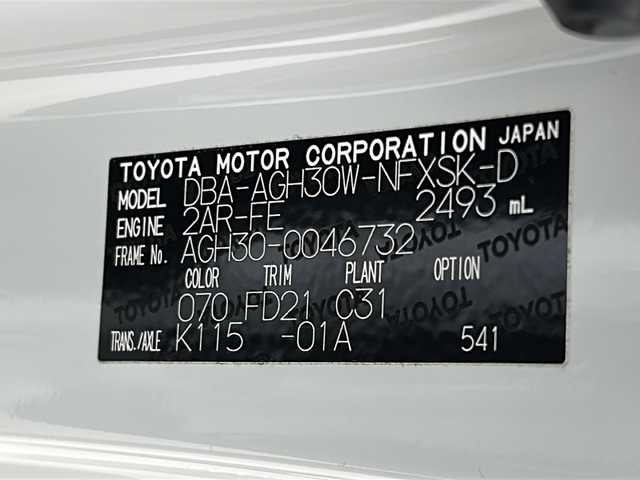 TOYOTA MOTOR CORPORATION JAPAN
MODEL DBA-AGH30W-NFXSK-D
ENGINE 2AR-FE 2493 mL
FRAME No. AGH30-0046732
COLOR TRIM PLANT OPTION
070 FD21 C31
TRANS./AXLE K115 -01A 541